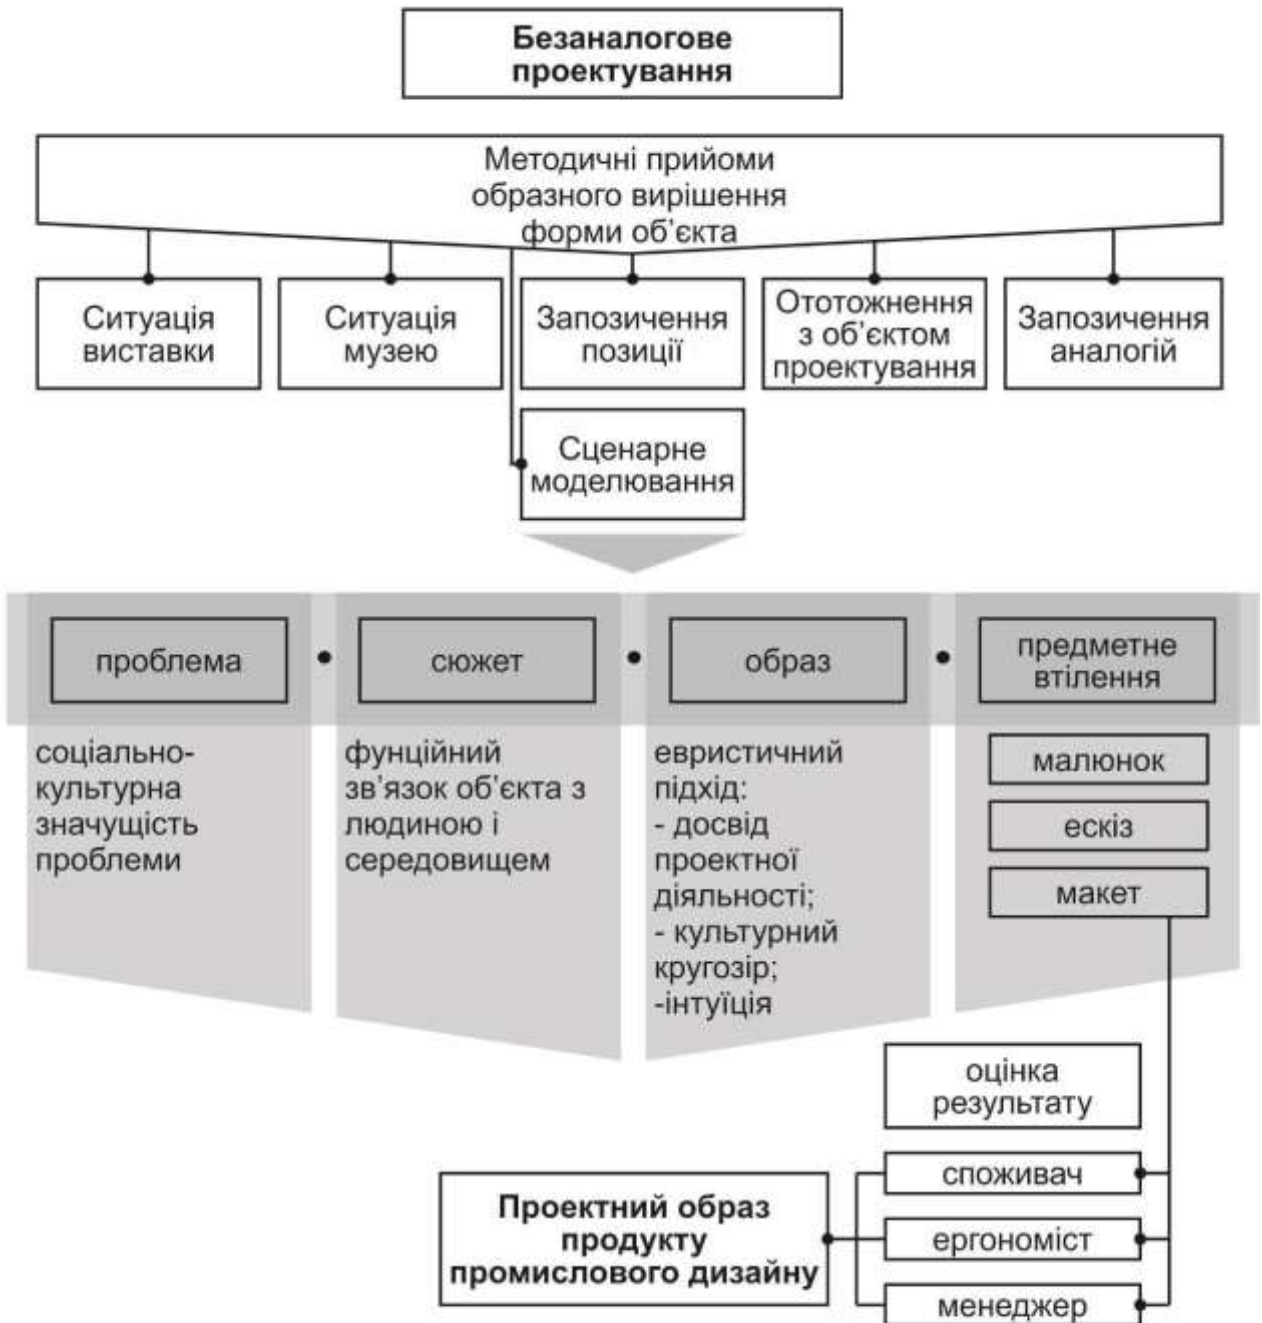 Безаналогове
проектування
Методичні прийоми
образного вирішення
форми об’єкта
Ситуація
виставки
Ситуація
музею
Запозичення
позиції
Ототожнення
з об’єктом
проектування
Запозичення
аналогій
Сценарне
моделювання
проблема
сюжет
образ
предметне
втілення
соціально-
культурна
значущість
проблеми
фунційний
зв’язок об’єкта з
людиною і
середовищем
евристичний
підхід:
- досвід
проектної
діяльності;
- культурний
кругозір;
-інтуїція
малюнок
ескіз
макет
оцінка
результату
споживач
ергономіст
менеджер
Проектний образ
продукту
промислового дизайну